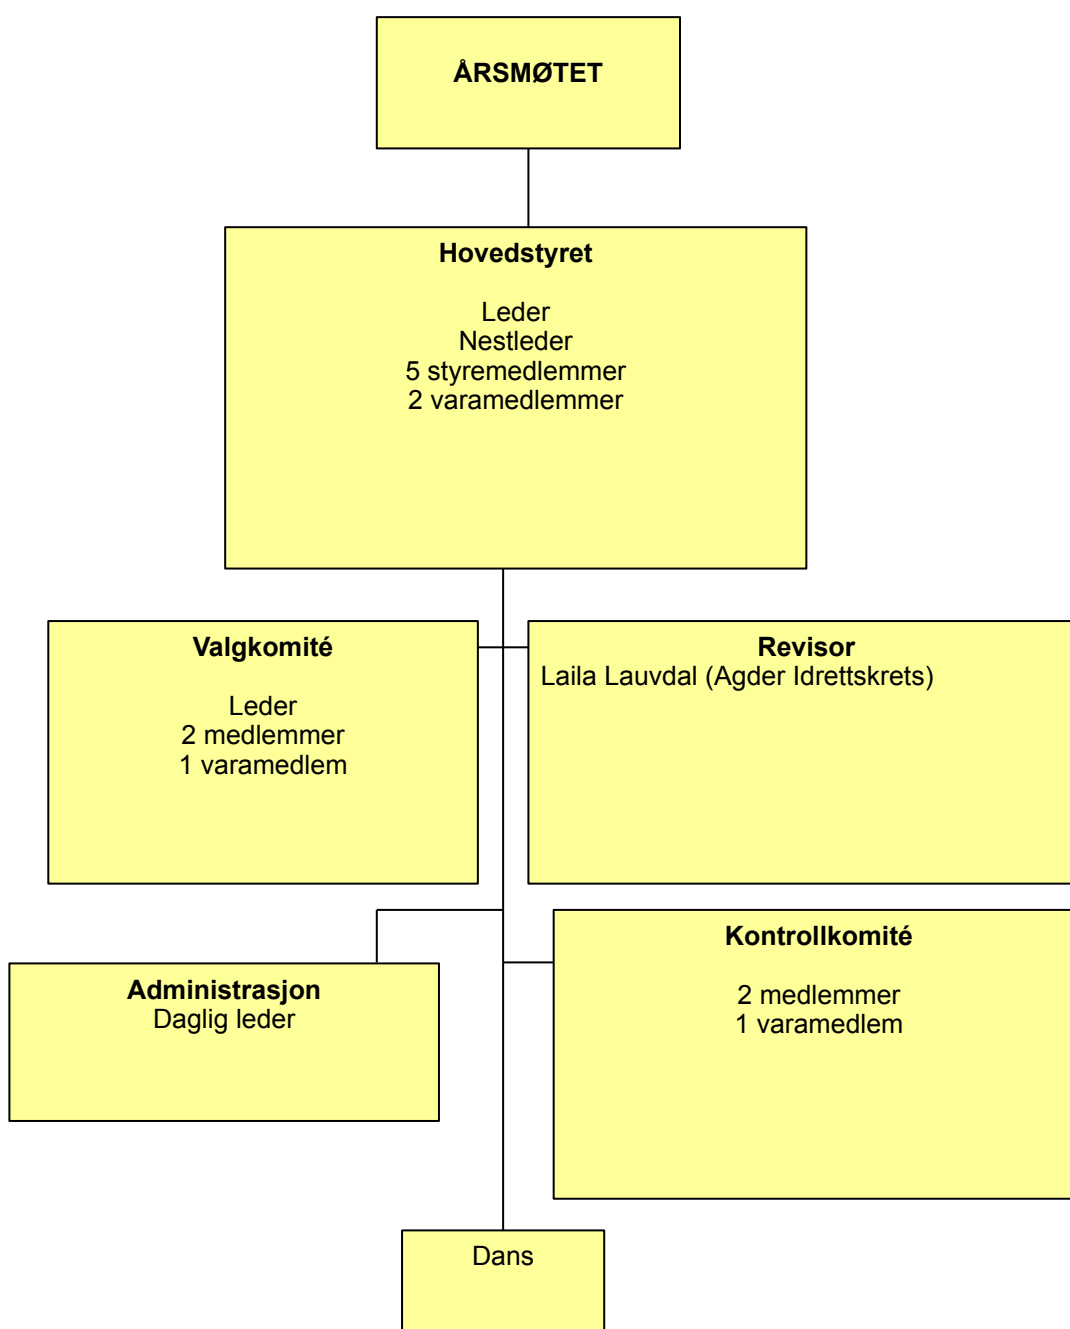 ÅRSMØTET
Hovedstyret
Leder
Nestleder
5 styremedlemmer
2 varamedlemmer
Valgkomité
Leder
2 medlemmer
1 varamedlem
Revisor
Laila Lauvdal (Agder Idrettskrets)
Administrasjon
Daglig leder
Kontrollkomité
2 medlemmer
1 varamedlem
Dans